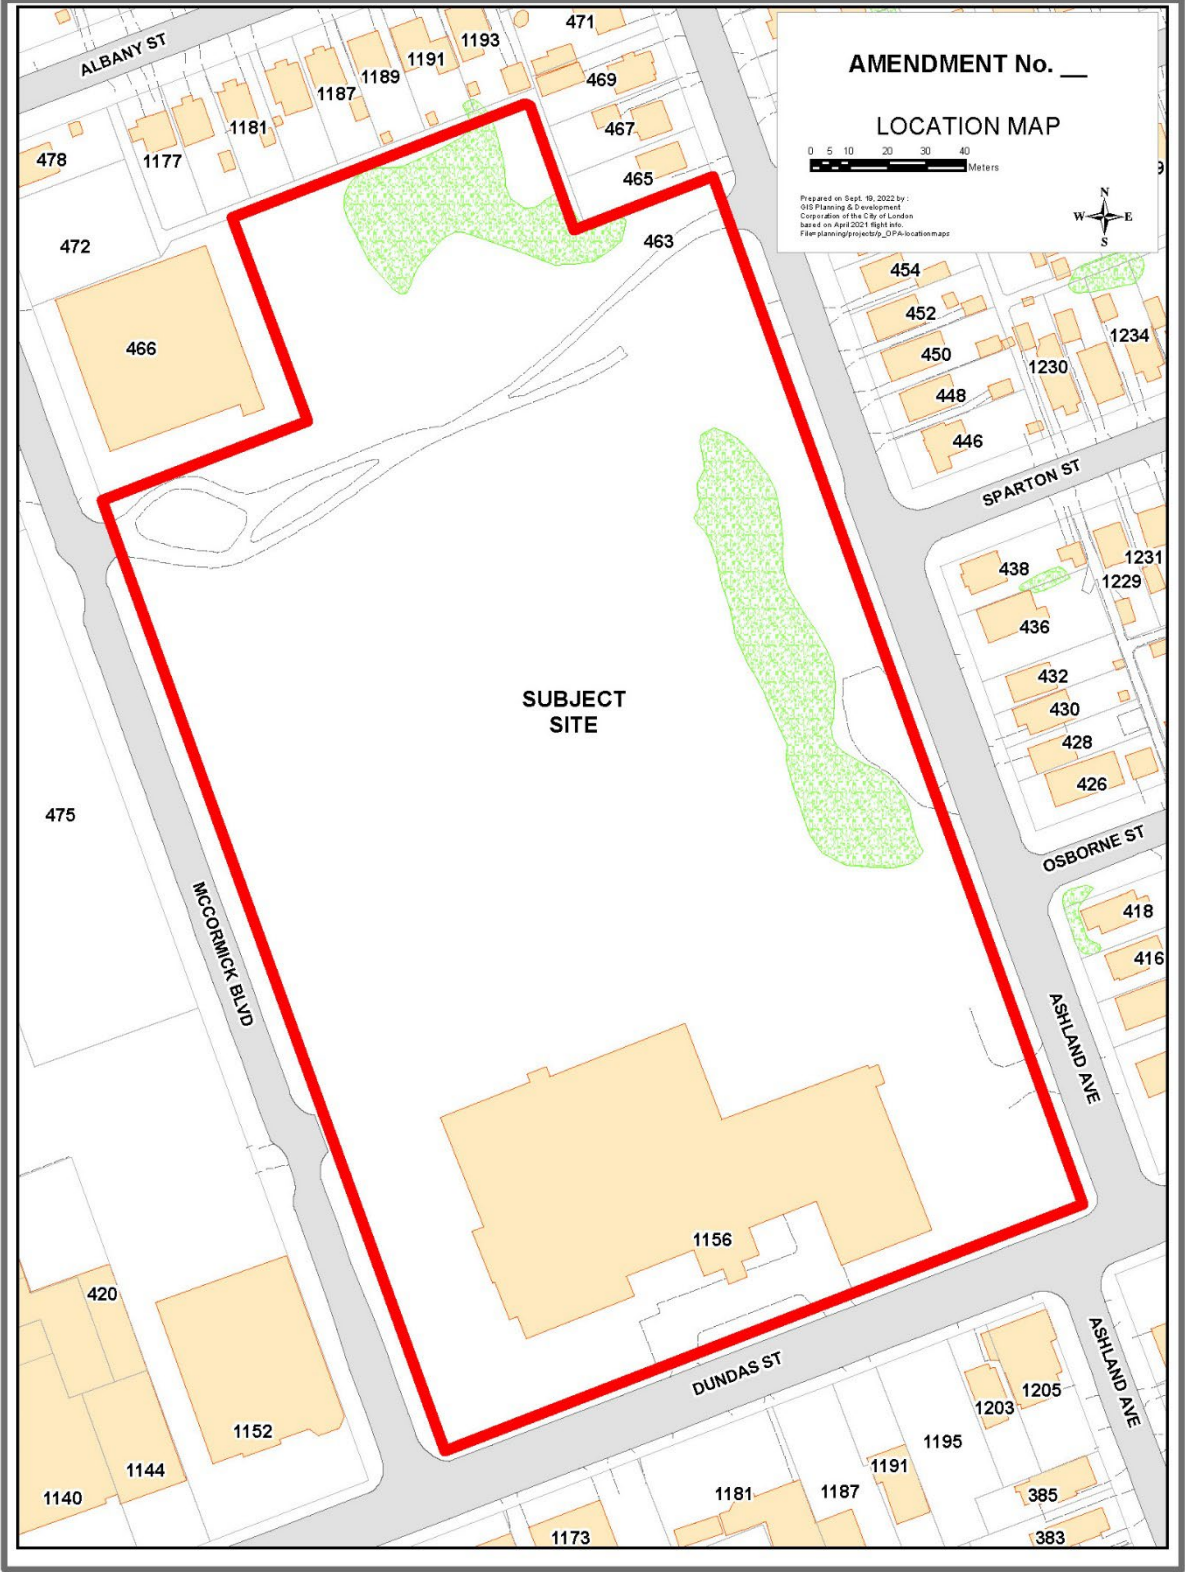 AMENDMENT No. __
LOCATION MAP
0 5 10 20 30 40
Meters
Prepared on Sept. 19, 2022 by :
GIS Planning & Development
Corporation of the City of London
based on April 2021 flight info.
File=planning/projects/p_OPA-locationmaps
N
W E
S
ALBANY ST
471
1193
1191
1189
1187
1181
1177
478
469
467
465
463
472
466
454
452
450
448
446
1234
1230
SPARTON ST
438
1231
1229
436
432
430
428
426
SUBJECT
SITE
475
OSBORNE ST
418
416
MCCORMICK BLVD
ASHLAND AVE
1156
420
1152
1144
1140
DUNDAS ST
ASHLAND AVE
1205
1203
1195
1191
1187
1181
1173
385
383